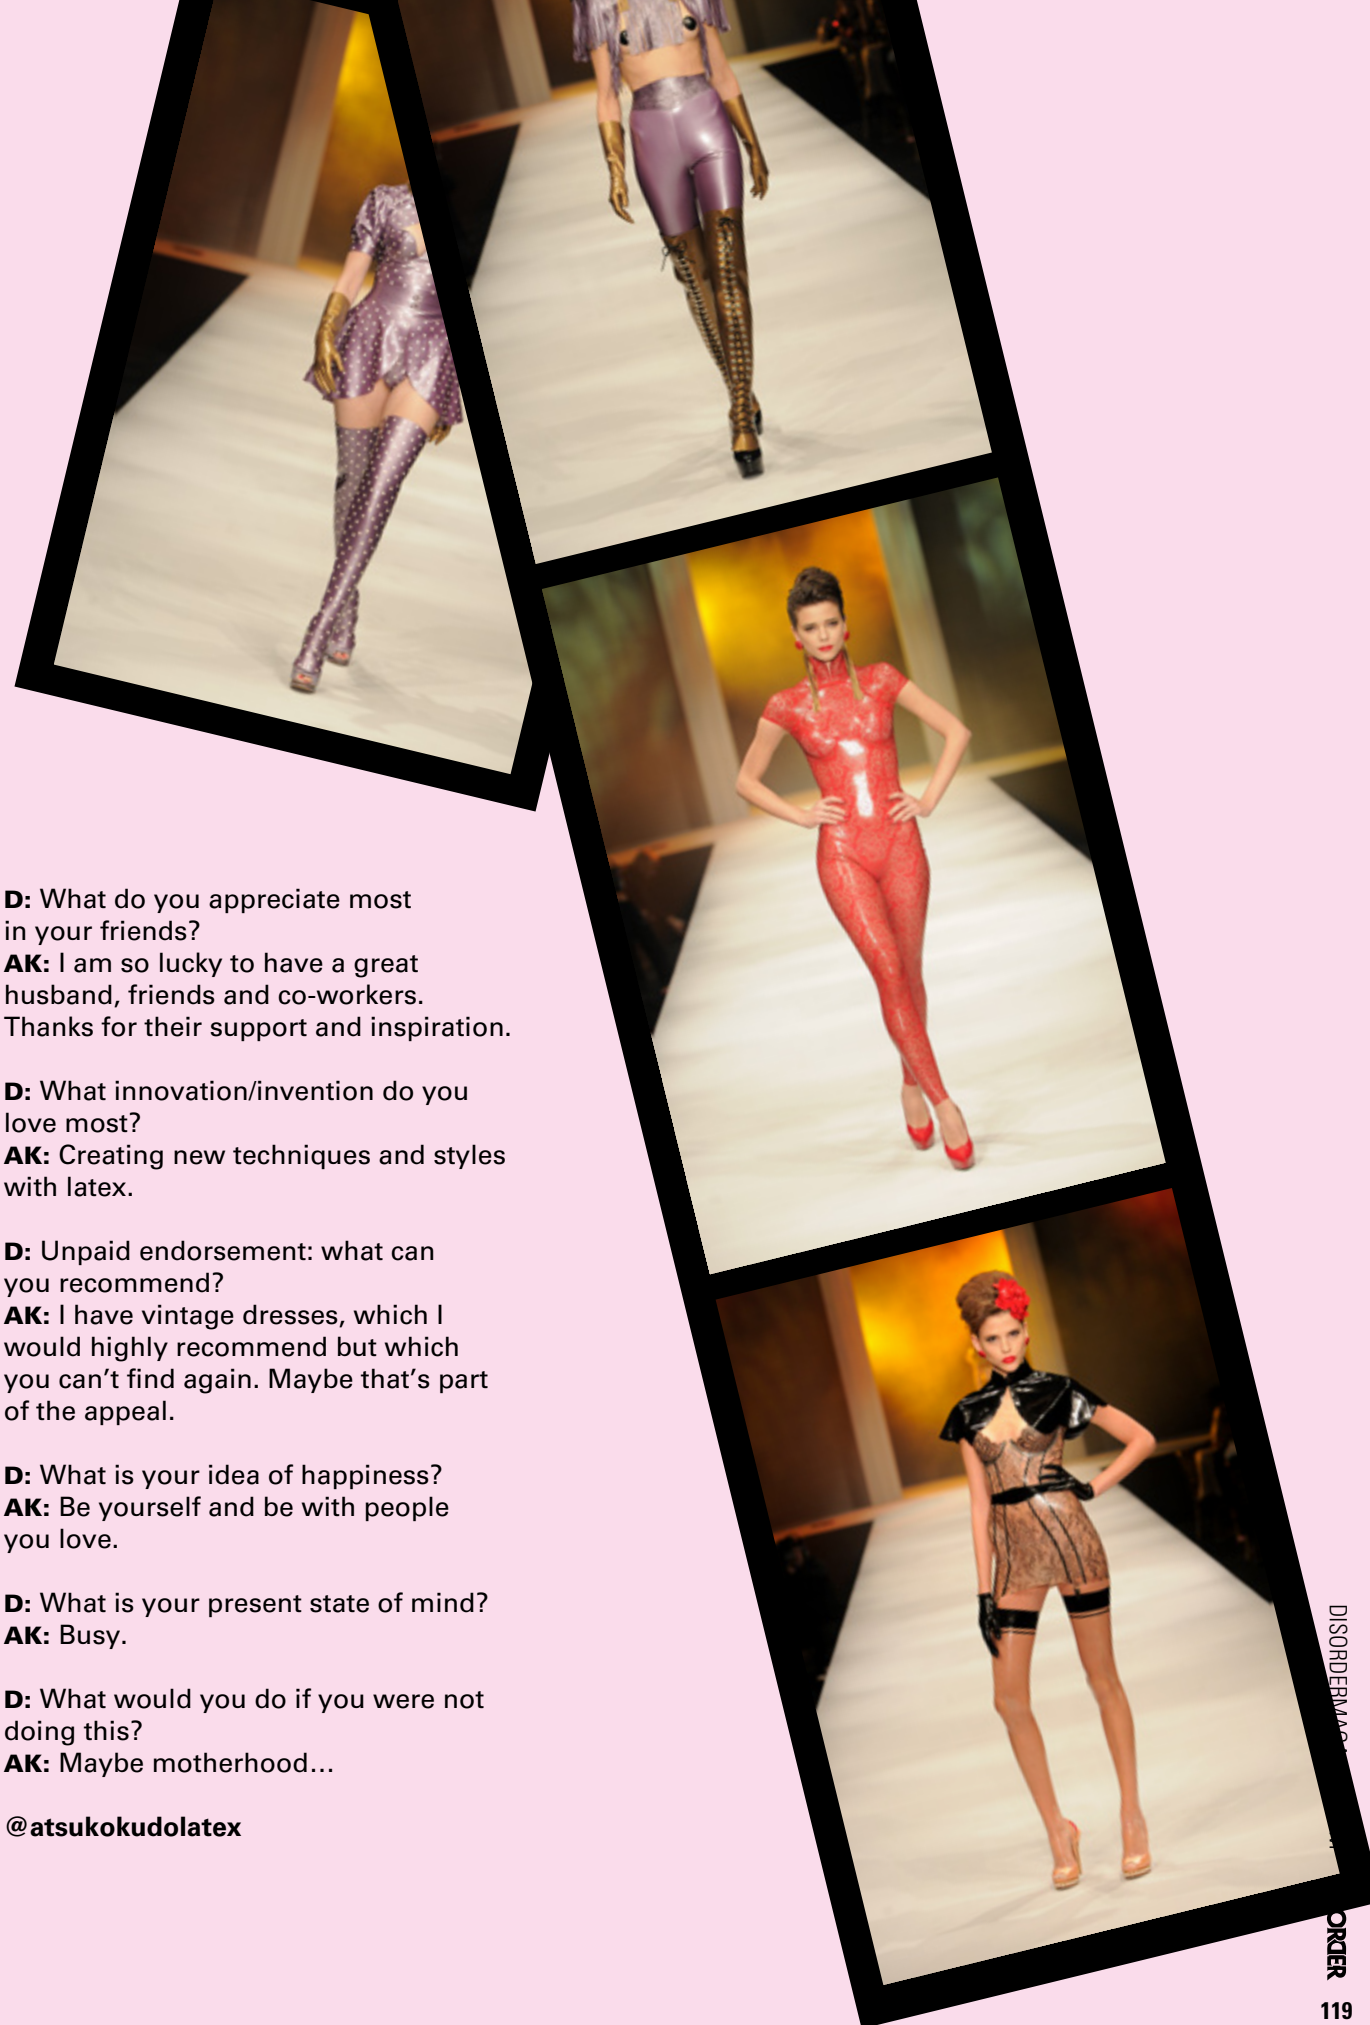 D: What do you appreciate most
in your friends?
AK: I am so lucky to have a great
husband, friends and co-workers.
Thanks for their support and inspiration.
D: What innovation/invention do you
love most?
AK: Creating new techniques and styles
with latex.
D: Unpaid endorsement: what can
you recommend?
AK: I have vintage dresses, which I
would highly recommend but which
you can’t find again. Maybe that’s part
of the appeal.
D: What is your idea of happiness?
AK: Be yourself and be with people
you love.
D: What is your present state of mind?
AK: Busy.
D: What would you do if you were not
doing this?
AK: Maybe motherhood…
@atsukokudolatex
119